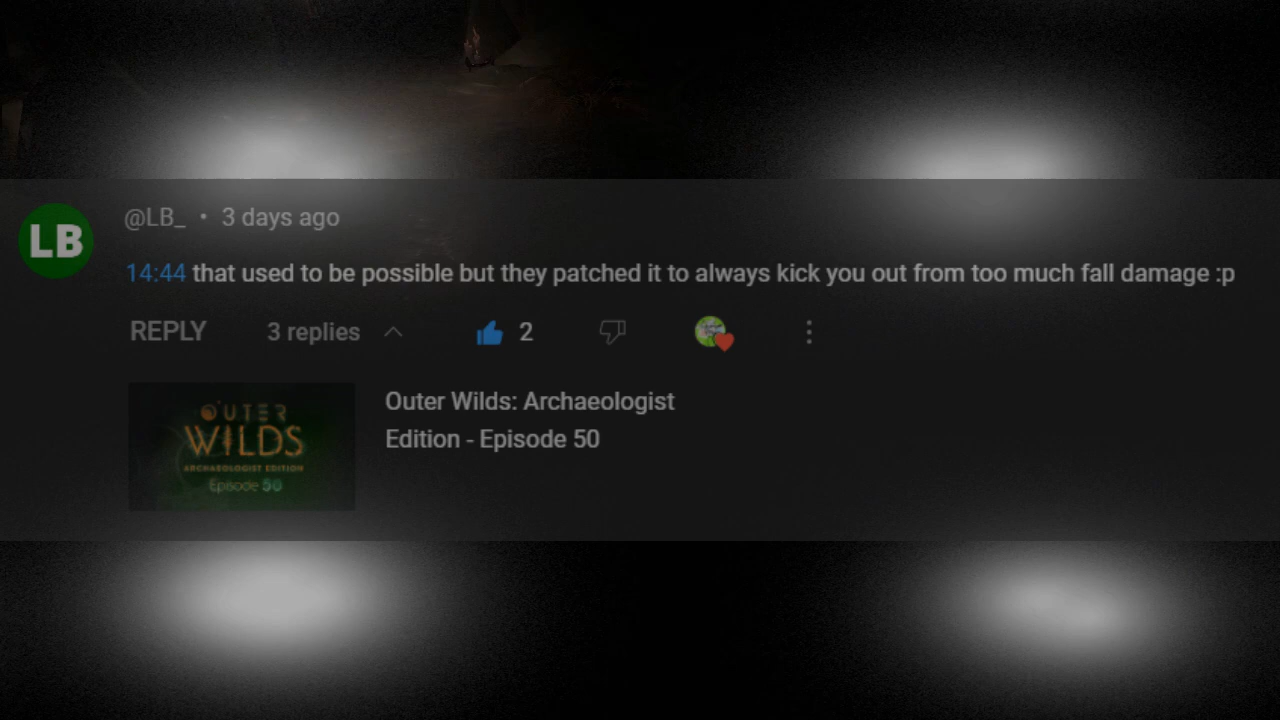 LB
@LB_ • 3 days ago
14:44 that used to be possible but they patched it to always kick you out from too much fall damage :p
REPLY 3 replies 2
OUTER
WILDS
ARCHAEOLOGIST EDITION
Episode 50
Outer Wilds: Archaeologist
Edition - Episode 50